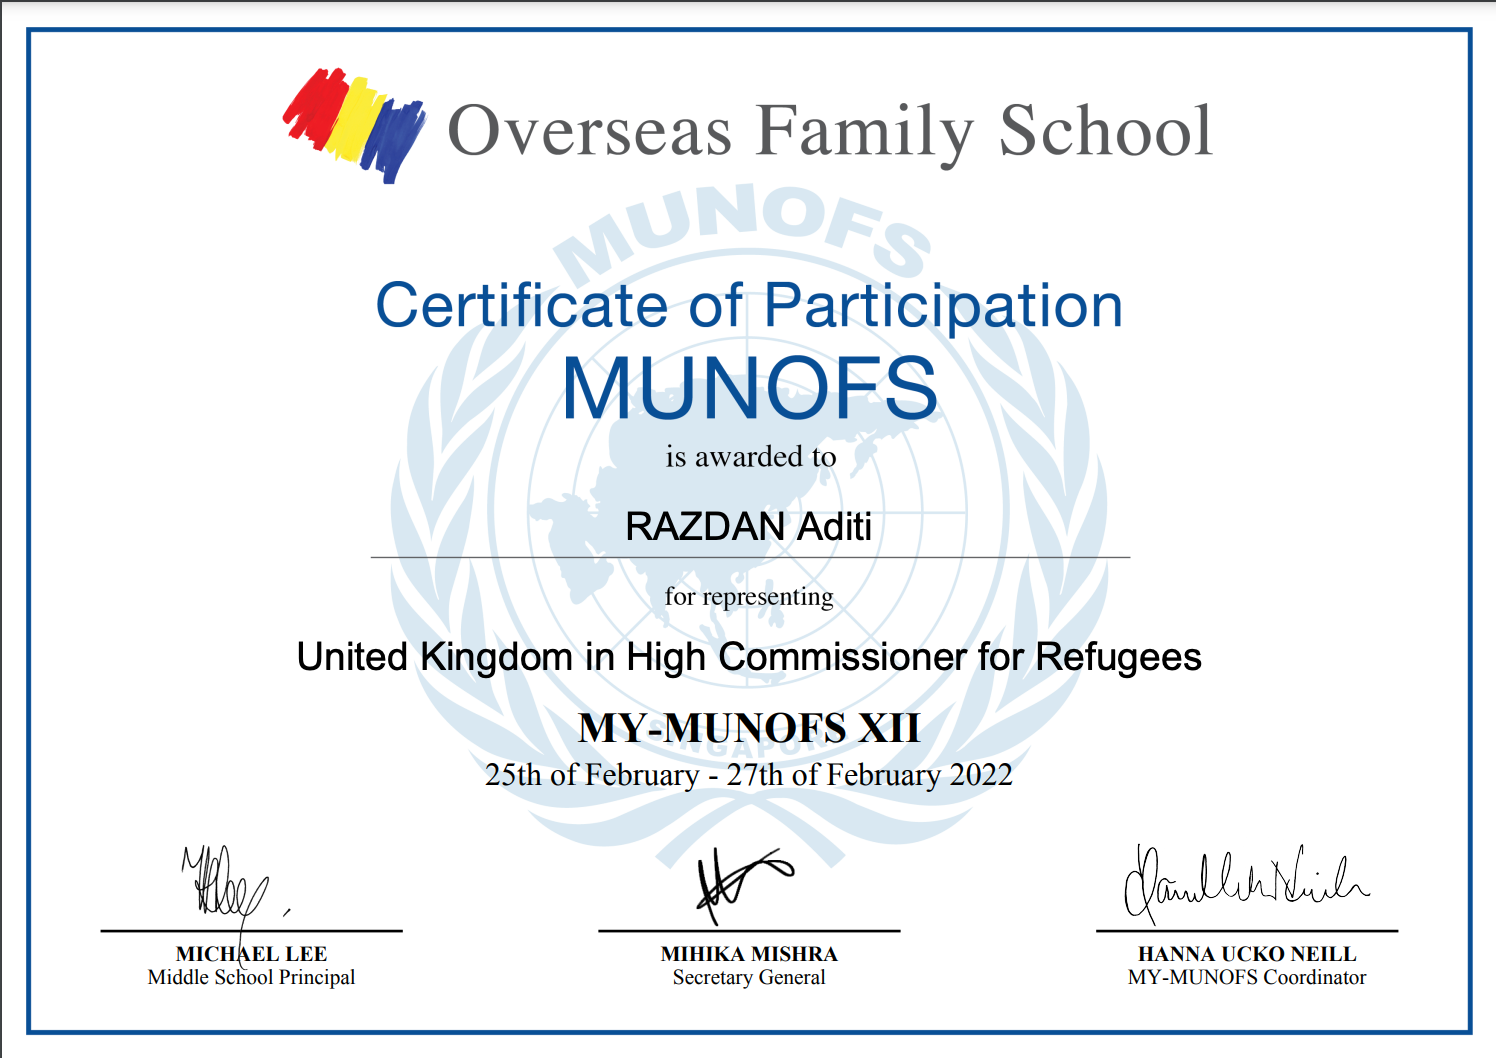 Overseas Family School
MUNOFS
Certificate of Participation
MUNOFS
is awarded to
RAZDAN Aditi
for representing
United Kingdom in High Commissioner for Refugees
MY-MUNOFS XII
SINGAPORE
25th of February - 27th of February 2022
MICHAEL LEE
Middle School Principal
MIHIKA MISHRA
Secretary General
HANNA UCKO NEILL
MY-MUNOFS Coordinator